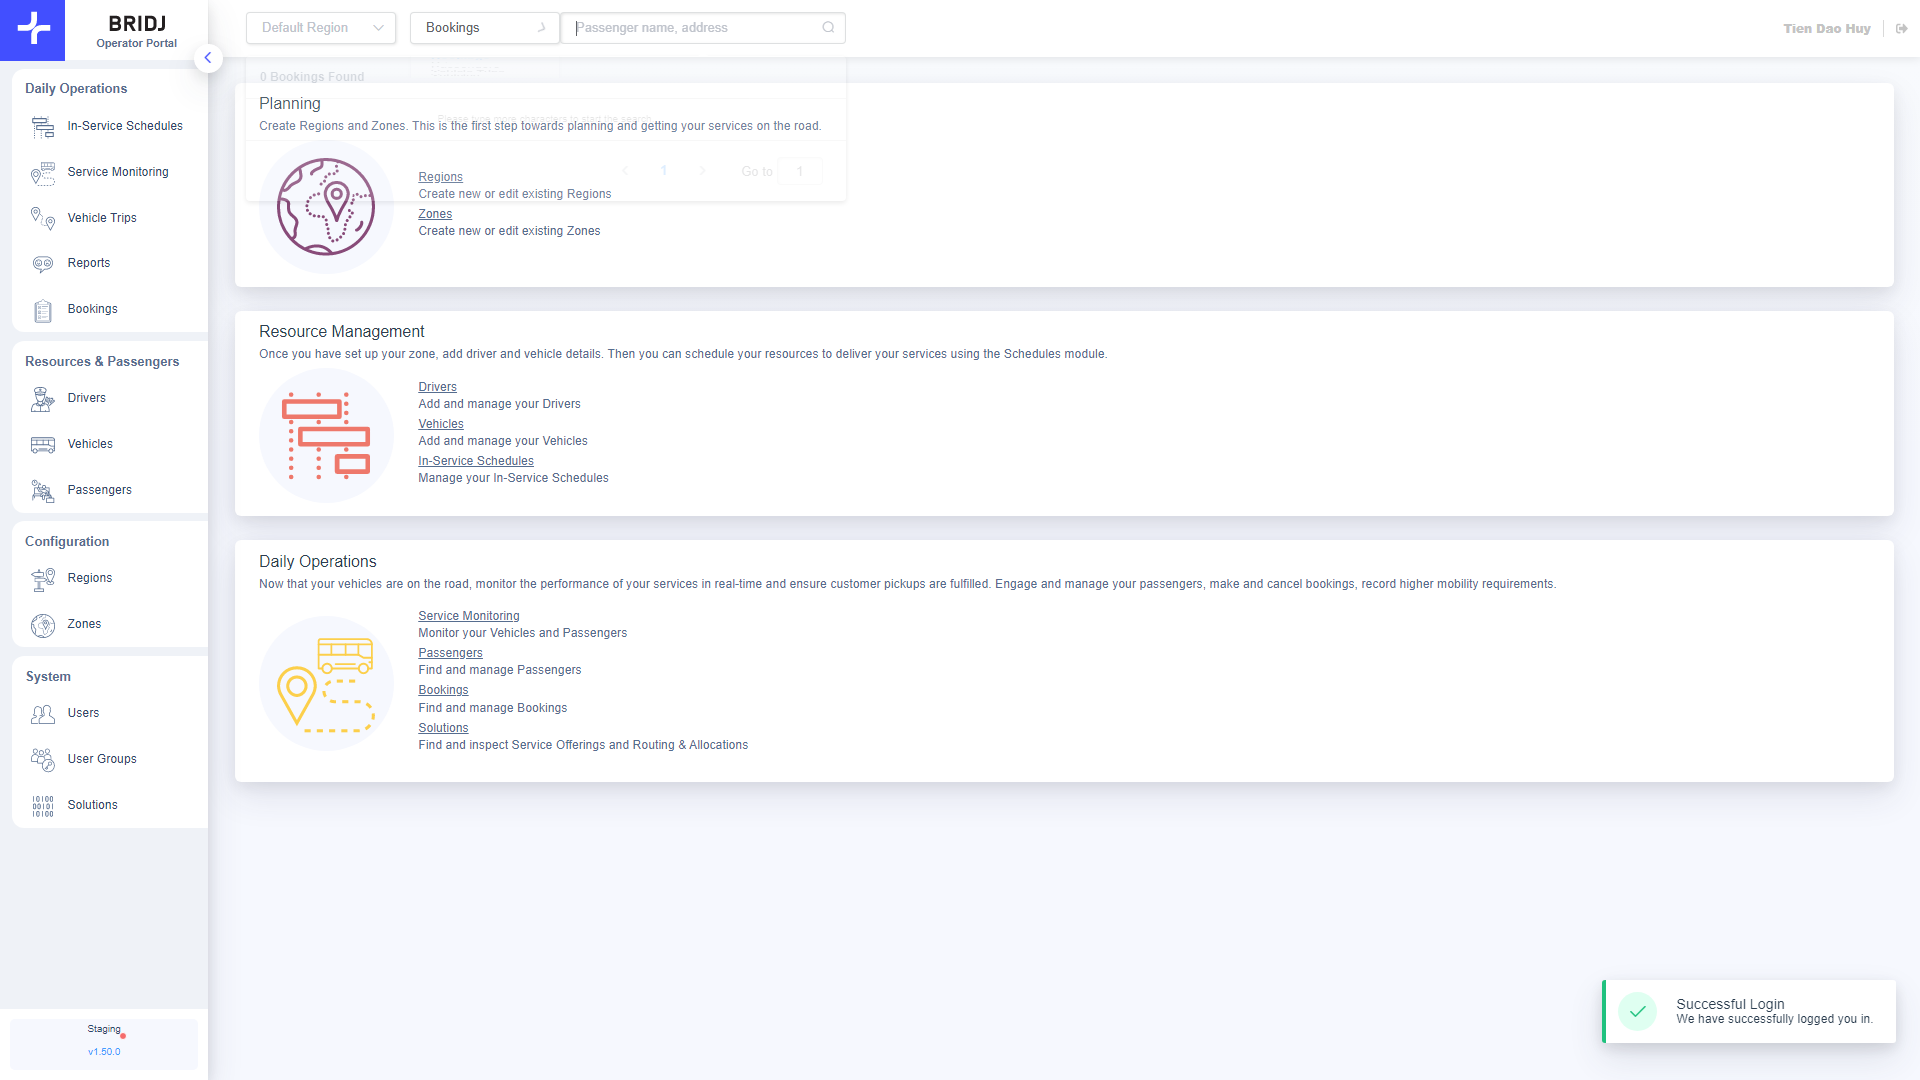 BRIDJ
Operator Portal
Default Region
Bookings
Passenger name, address
Tien Dao Huy
Daily Operations
In-Service Schedules
Service Monitoring
Vehicle Trips
Reports
Bookings
Resources & Passengers
Drivers
Vehicles
Passengers
Configuration
Regions
Zones
System
Users
User Groups
Solutions
10100
00101
10100
Staging
v1.50.0
0 Bookings Found
Planning
Create Regions and Zones. This is the first step towards planning and getting your services on the road.
1
Go to
1
Regions
Create new or edit existing Regions
Zones
Create new or edit existing Zones
Resource Management
Once you have set up your zone, add driver and vehicle details. Then you can schedule your resources to deliver your services using the Schedules module.
Drivers
Add and manage your Drivers
Vehicles
Add and manage your Vehicles
In-Service Schedules
Manage your In-Service Schedules
Daily Operations
Now that your vehicles are on the road, monitor the performance of your services in real-time and ensure customer pickups are fulfilled. Engage and manage your passengers, make and cancel bookings, record higher mobility requirements.
Service Monitoring
Monitor your Vehicles and Passengers
Passengers
Find and manage Passengers
Bookings
Find and manage Bookings
Solutions
Find and inspect Service Offerings and Routing & Allocations
Successful Login
We have successfully logged you in.